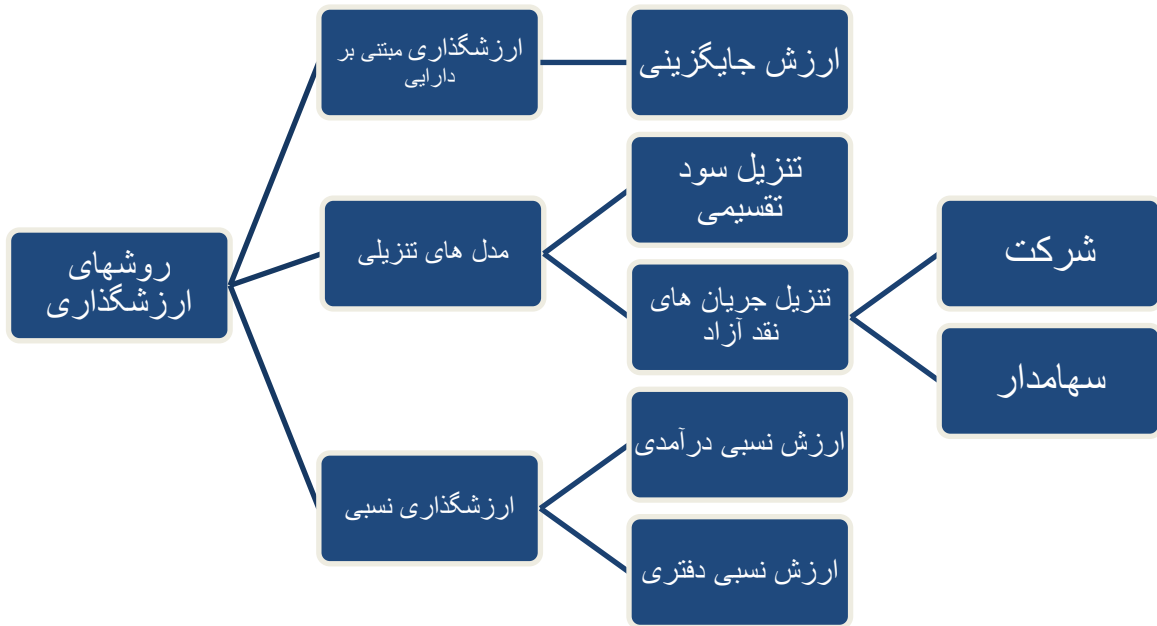 روشهای
ارزشگذاری
ارزشگذاری مبتنی بر
دارایی
ارزش جایگزینی
مدل های تنزیلی
تنزیل سود
تقسیمی
تنزیل جریان های
نقد آزاد
شرکت
سهامدار
ارزشگذاری نسبی
ارزش نسبی درآمدی
ارزش نسبی دفتری